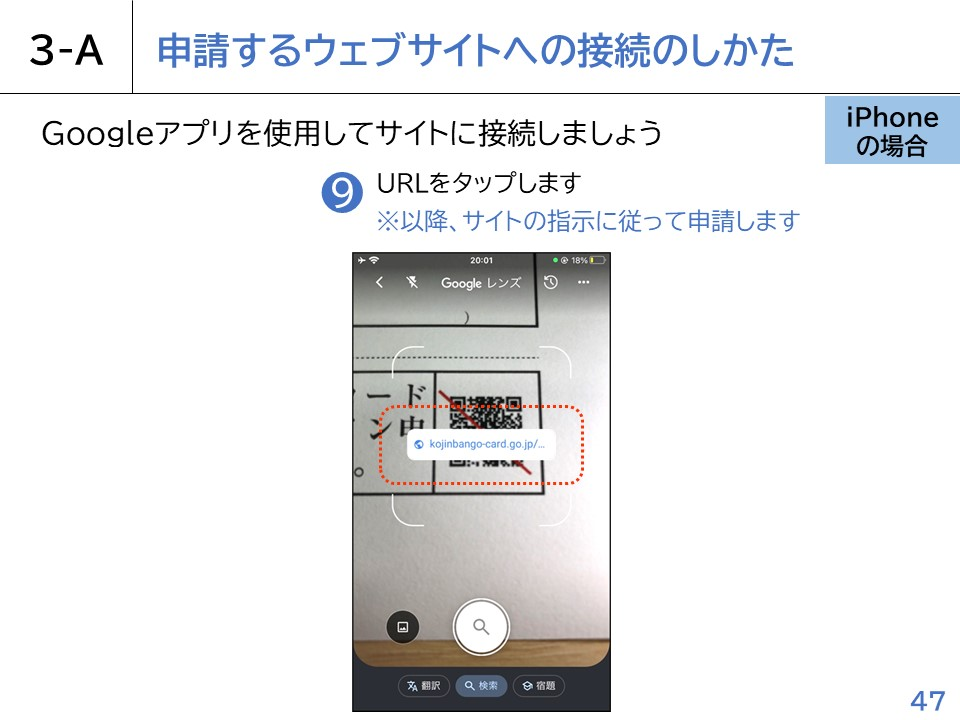 3-A
申請するウェブサイトへの接続のしかた
Googleアプリを使用してサイトに接続しましょう
iPhone
の場合
❾
URLをタップします
※以降、サイトの指示に従って申請します
20:01
18%
Google レンズ
）
ード
ン申
kojinbango-card.go.jp/...
。
翻訳
検索
宿題
47